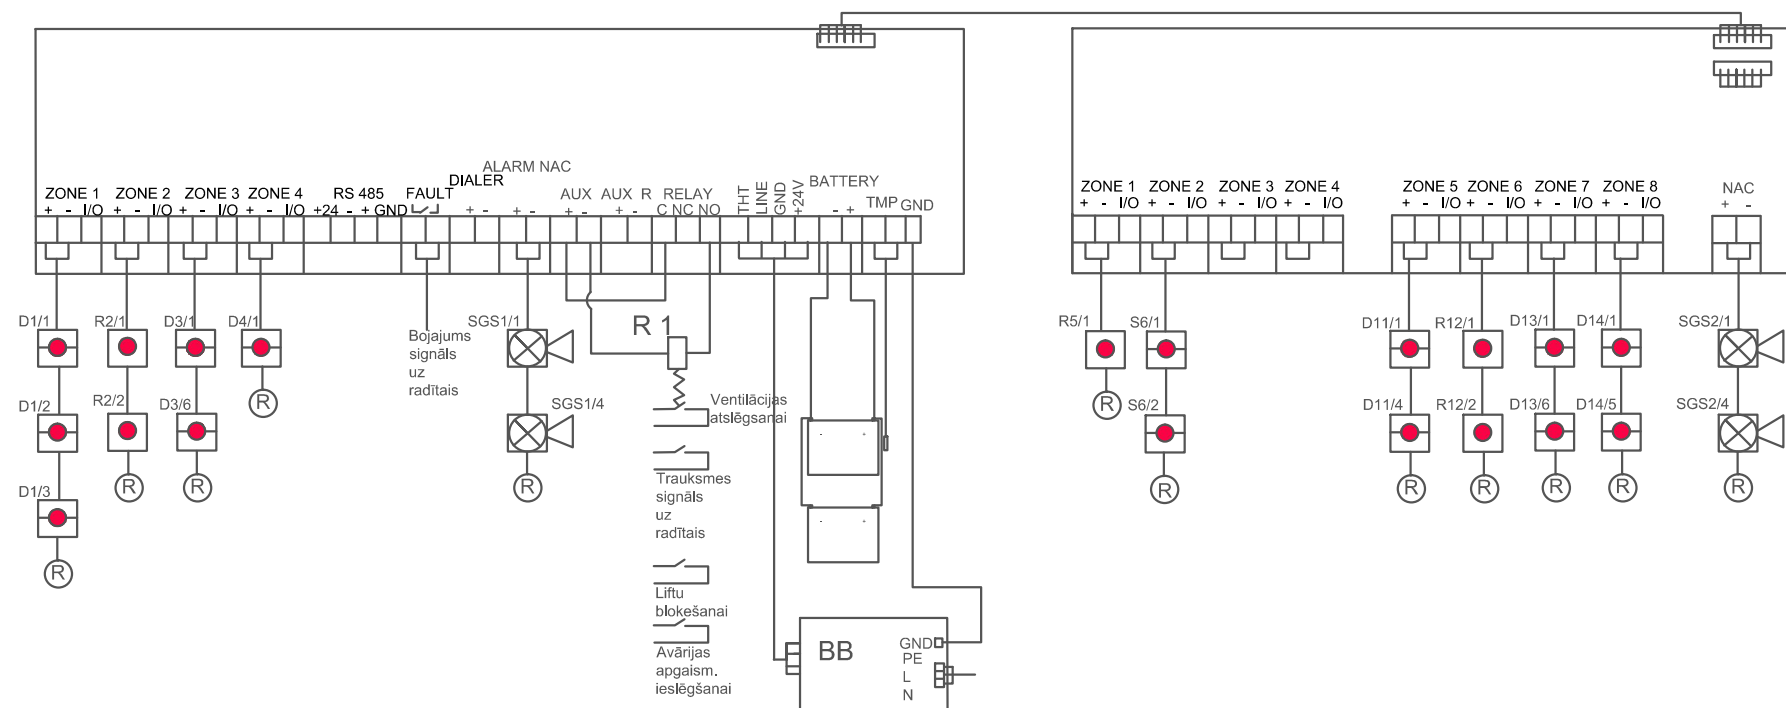 ALARM NAC
DIALER
BATTERY
ZONE 1 ZONE 2 ZONE 3 ZONE 4 RS 485 FAULT AUX AUX R RELAY THT LINE GND +24V TMP GND
+ - I/O + - I/O + - I/O + - I/O +24 - + GND + - + - + - + - C NC NO - +
ZONE 1 ZONE 2 ZONE 3 ZONE 4 ZONE 5 ZONE 6 ZONE 7 ZONE 8 NAC
+ - I/O + - I/O + - I/O + - I/O + - I/O + - I/O + - I/O + - I/O + -
D1/1 R2/1 D3/1 D4/1
D1/2 R2/2 D3/6
D1/3
R
R
R
R
Bojajums
signāls
uz
radītais
SGS1/1
SGS1/4
R
R 1
Ventilācijas
atslēgsanai
Trauksmes
signāls
uz
radītais
Liftu
blokešanai
Avārijas
apgaism.
ieslēgšanai
BB
GND
PE
L
N
R5/1 S6/1 D11/1 R12/1 D13/1 D14/1 SGS2/1
R
S6/2 D11/4 R12/2 D13/6 D14/5 SGS2/4
R R R R R R